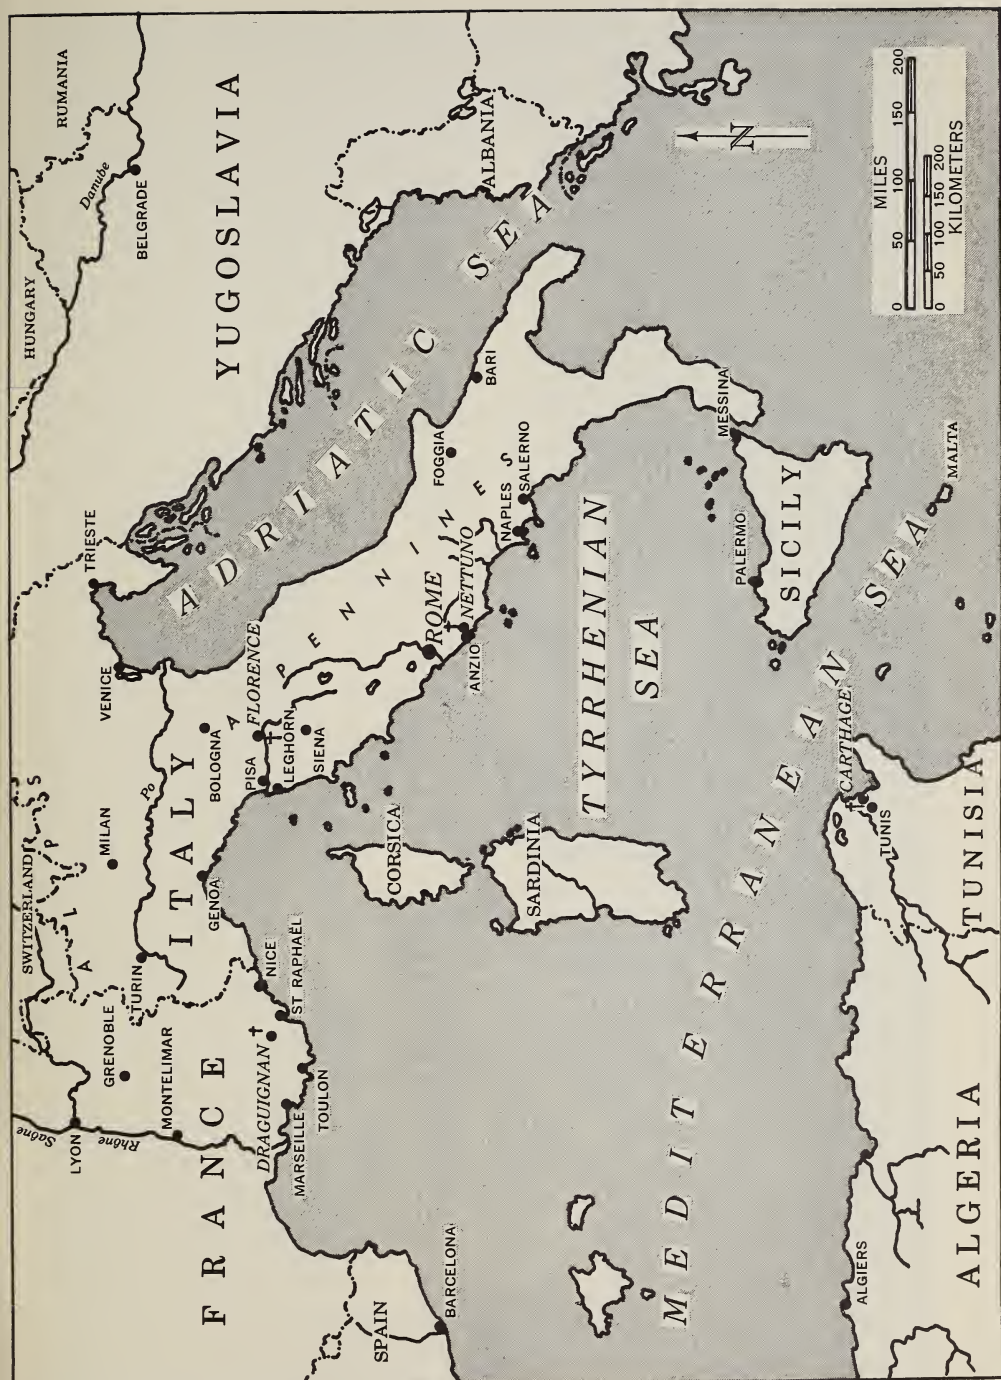 HUNGARY
RUMANIA
Danube
BELGRADE
YUGOSLAVIA
ALBANIA
SWITZERLAND
ALPS
MILAN
VENICE
TRIESTE
Saône
LYON
Rhône
GRENOBLE
TURIN
Po
MONTELIMAR
FRANCE
ITALY
GENOA
BOLOGNA
PISA
FLORENCE
LEGHORN
SIENA
APENNINES
ADRIATIC SEA
DRAGUIGNAN
MARSEILLE
TOULON
ST RAPHAËL
NICE
SPAIN
BARCELONA
CORSICA
SARDINIA
ROME
NETTUNO
ANZIO
FOGGIA
NAPLES
SALERNO
BARI
TYRRHENIAN
SEA
MESSINA
PALERMO
SICILY
MALTA
MEDITERRANEAN SEA
CARTHAGE
TUNIS
TUNISIA
ALGIERS
ALGERIA
N
MILES
0 50 100 150 200
0 50 100 150 200
KILOMETERS